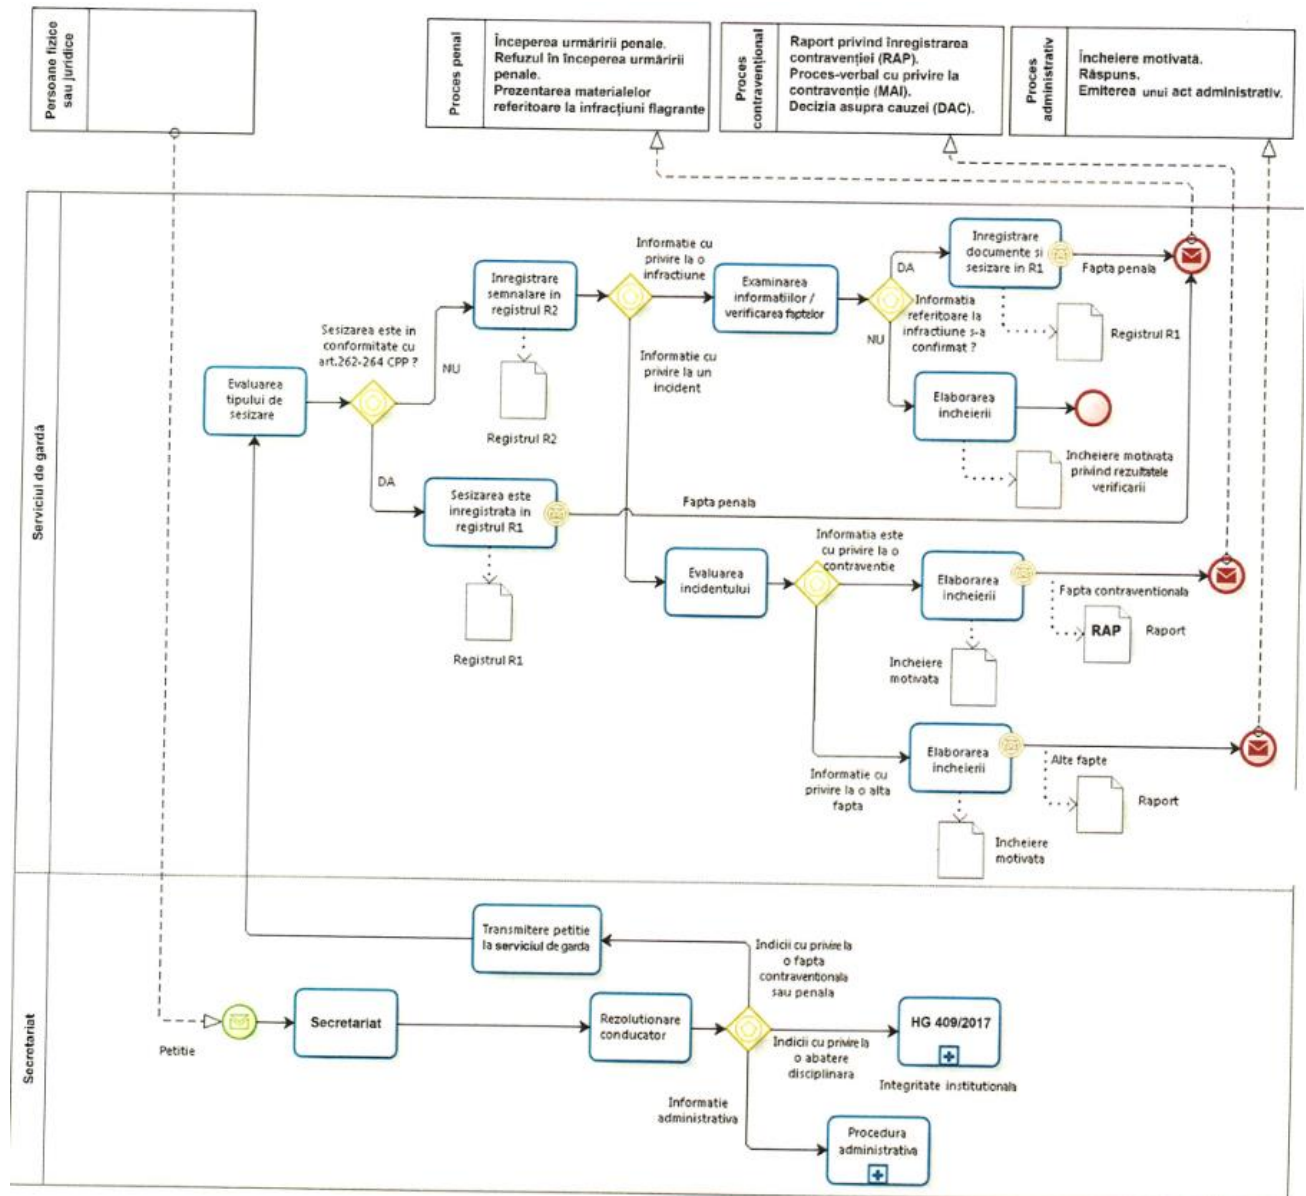 Persoane fizice
sau juridice
Proces penal
Începerea urmăririi penale.
Refuzul în începerea urmăririi
penale.
Prezentarea materialelor
referitoare la infracțiuni flagrante
Proces
contravențional
Raport privind înregistrarea
contravenției (RAP).
Proces-verbal cu privire la
contravenție (MAI).
Decizia asupra cauzei (DAC).
Proces
administrativ
Încheiere motivată.
Răspuns.
Emiterea unui act administrativ.
Serviciul de gardă
Evaluarea
tipului de
sesizare
Sesizarea este in
conformitate cu
art.262-264 CPP ?
NU
DA
Inregistrare
semnalare in
registrul R2
Registrul R2
Informatie cu
privire la o
infractiune
Informatie cu
privire la un
incident
Examinarea
informatiilor /
verificarea faptelor
DA
NU
Informatia
referitoare la
infractiune s-a
confirmat ?
Inregistrare
documente si
sesizare in R1
Fapta penala
Registrul R1
Elaborarea
incheierii
Incheiere motivata
privind rezultatele
verificarii
Sesizarea este
inregistrata in
registrul R1
Fapta penala
Registrul R1
Evaluarea
incidentului
Informatia este
cu privire la o
contraventie
Elaborarea
incheierii
Fapta contraventionala
RAP
Raport
Incheiere
motivata
Informatie cu
privire la o alta
fapta
Elaborarea
incheierii
Alte fapte
Raport
Incheiere
motivata
Secretariat
Transmitere petitie
la serviciul de garda
Indicii cu privire la
o fapta
contraventionala
sau penala
Petitie
Secretariat
Rezolutionare
conducator
Indicii cu privire la
o abatere
disciplinara
HG 409/2017
Integritate institutionala
Informatie
administrativa
Procedura
administrativa